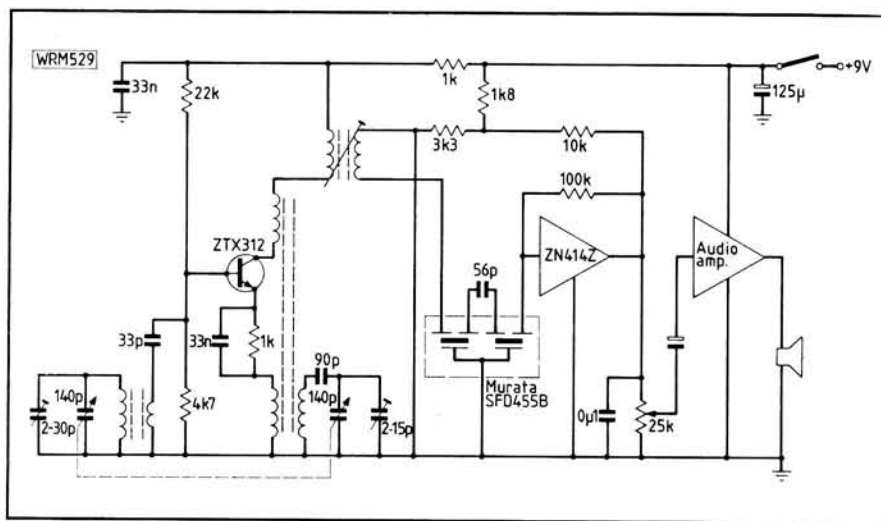 WRM529
33n
22k
1k
1k8
125µ
+9V
3k3
10k
100k
ZTX312
ZN414Z
Audio
amp.
56p
33p
33n
1k
90p
Murata
SFD455B
140p
4k7
140p
0µ1
25k
2-30p
2-15p